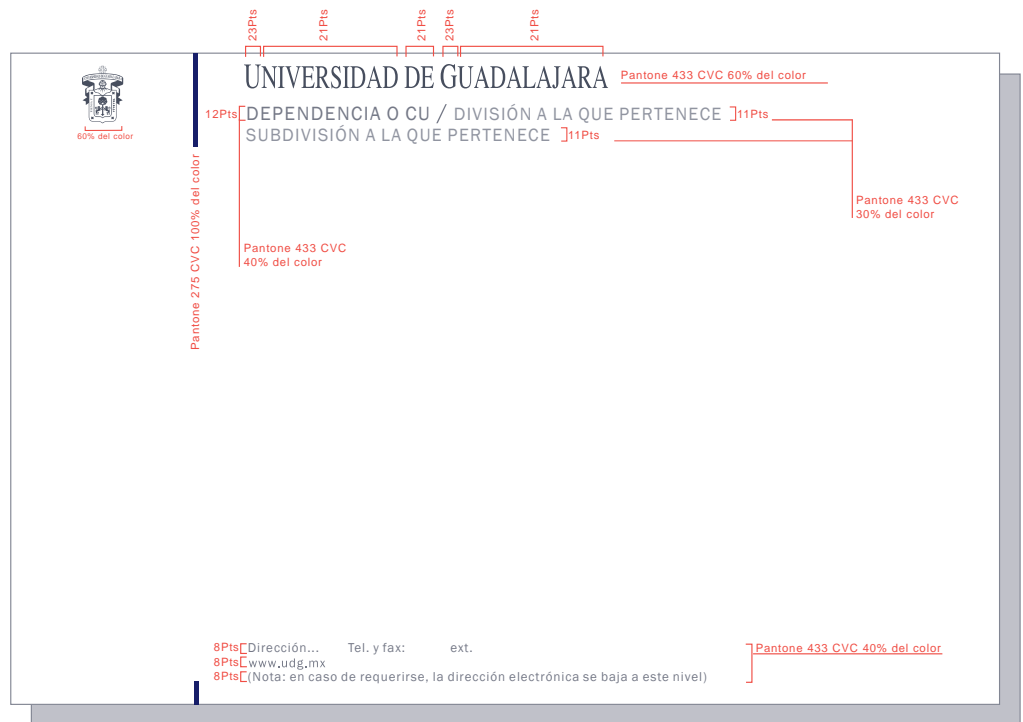 23Pts 21Pts 21Pts 23Pts 21Pts
UNIVERSIDAD DE GUADALAJARA Pantone 433 CVC 60% del color
12Pts DEPENDENCIA O CU / DIVISIÓN A LA QUE PERTENECE 11Pts
SUBDIVISIÓN A LA QUE PERTENECE 11Pts
60% del color
Pantone 275 CVC 100% del color
Pantone 433 CVC
30% del color
Pantone 433 CVC
40% del color
8Pts Dirección... Tel. y fax: ext. Pantone 433 CVC 40% del color
8Pts www.udg.mx
8Pts (Nota: en caso de requerirse, la dirección electrónica se baja a este nivel)